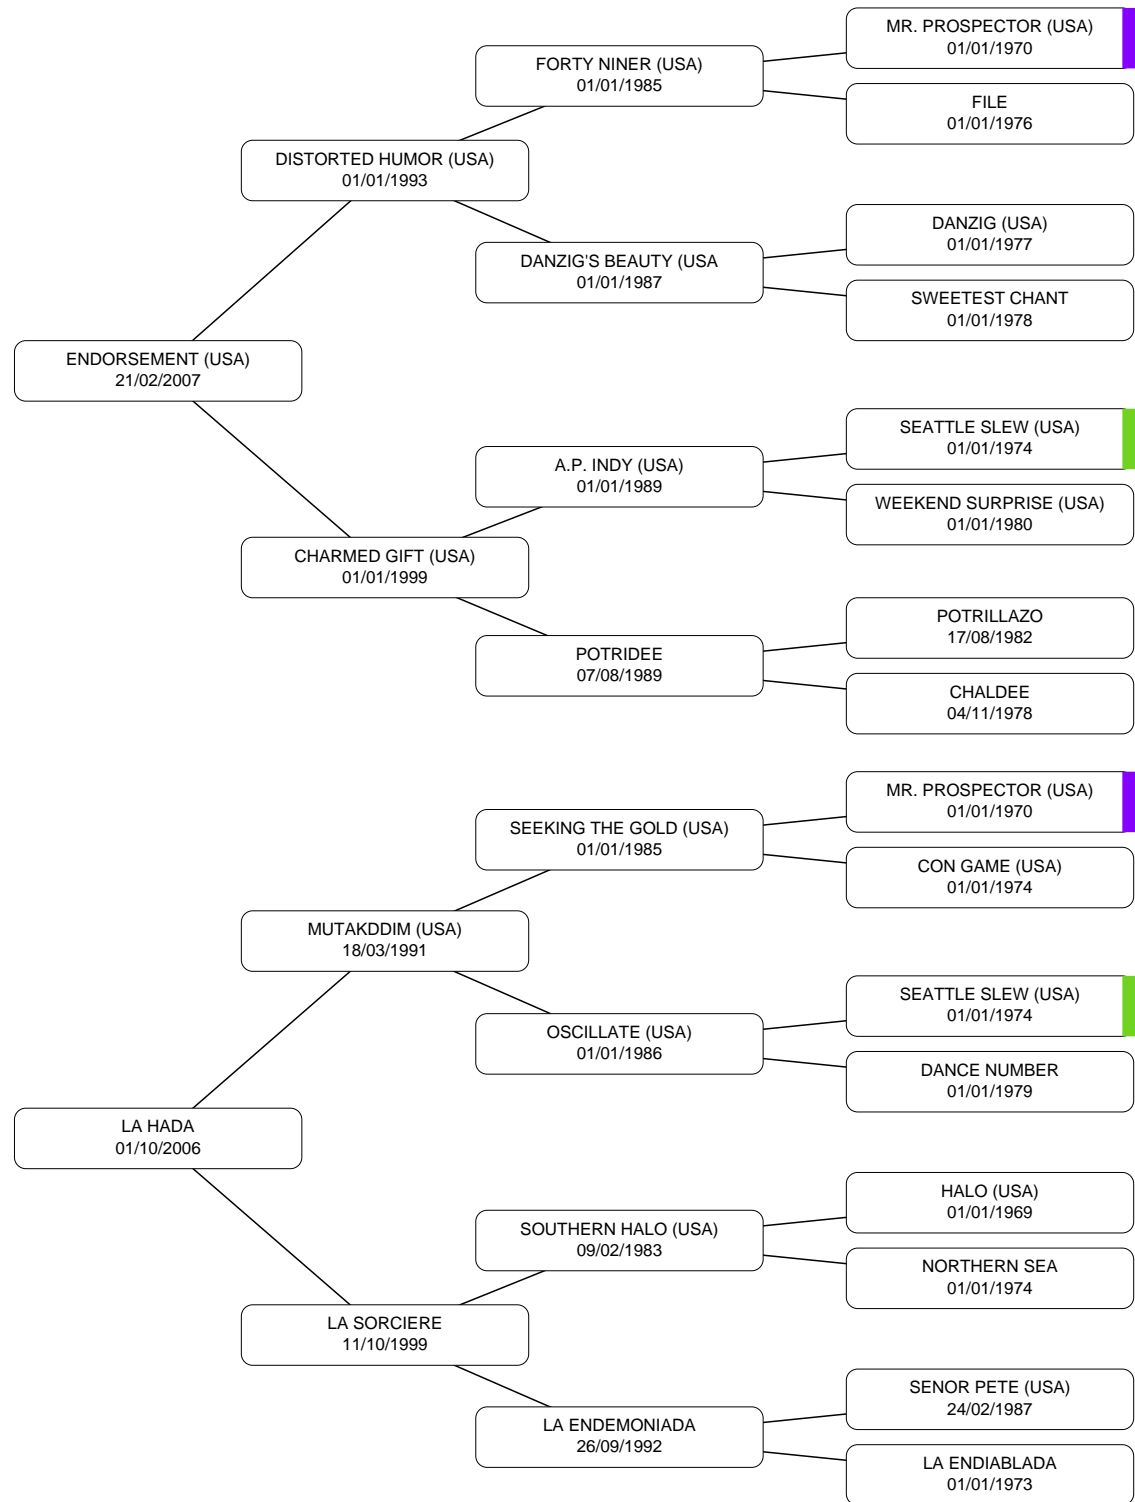 MR. PROSPECTOR (USA)
01/01/1970
FORTY NINER (USA)
01/01/1985
FILE
01/01/1976
DISTORTED HUMOR (USA)
01/01/1993
DANZIG (USA)
01/01/1977
DANZIG'S BEAUTY (USA
01/01/1987
SWEETEST CHANT
01/01/1978
ENDORSEMENT (USA)
21/02/2007
SEATTLE SLEW (USA)
01/01/1974
A.P. INDY (USA)
01/01/1989
WEEKEND SURPRISE (USA)
01/01/1980
CHARMED GIFT (USA)
01/01/1999
POTRILLAZO
17/08/1982
POTRIDEE
07/08/1989
CHALDEE
04/11/1978
MR. PROSPECTOR (USA)
01/01/1970
SEEKING THE GOLD (USA)
01/01/1985
CON GAME (USA)
01/01/1974
MUTAKDDIM (USA)
18/03/1991
SEATTLE SLEW (USA)
01/01/1974
OSCILLATE (USA)
01/01/1986
DANCE NUMBER
01/01/1979
LA HADA
01/10/2006
HALO (USA)
01/01/1969
SOUTHERN HALO (USA)
09/02/1983
NORTHERN SEA
01/01/1974
LA SORCIERE
11/10/1999
SENOR PETE (USA)
24/02/1987
LA ENDEMONIADA
26/09/1992
LA ENDIABLADA
01/01/1973